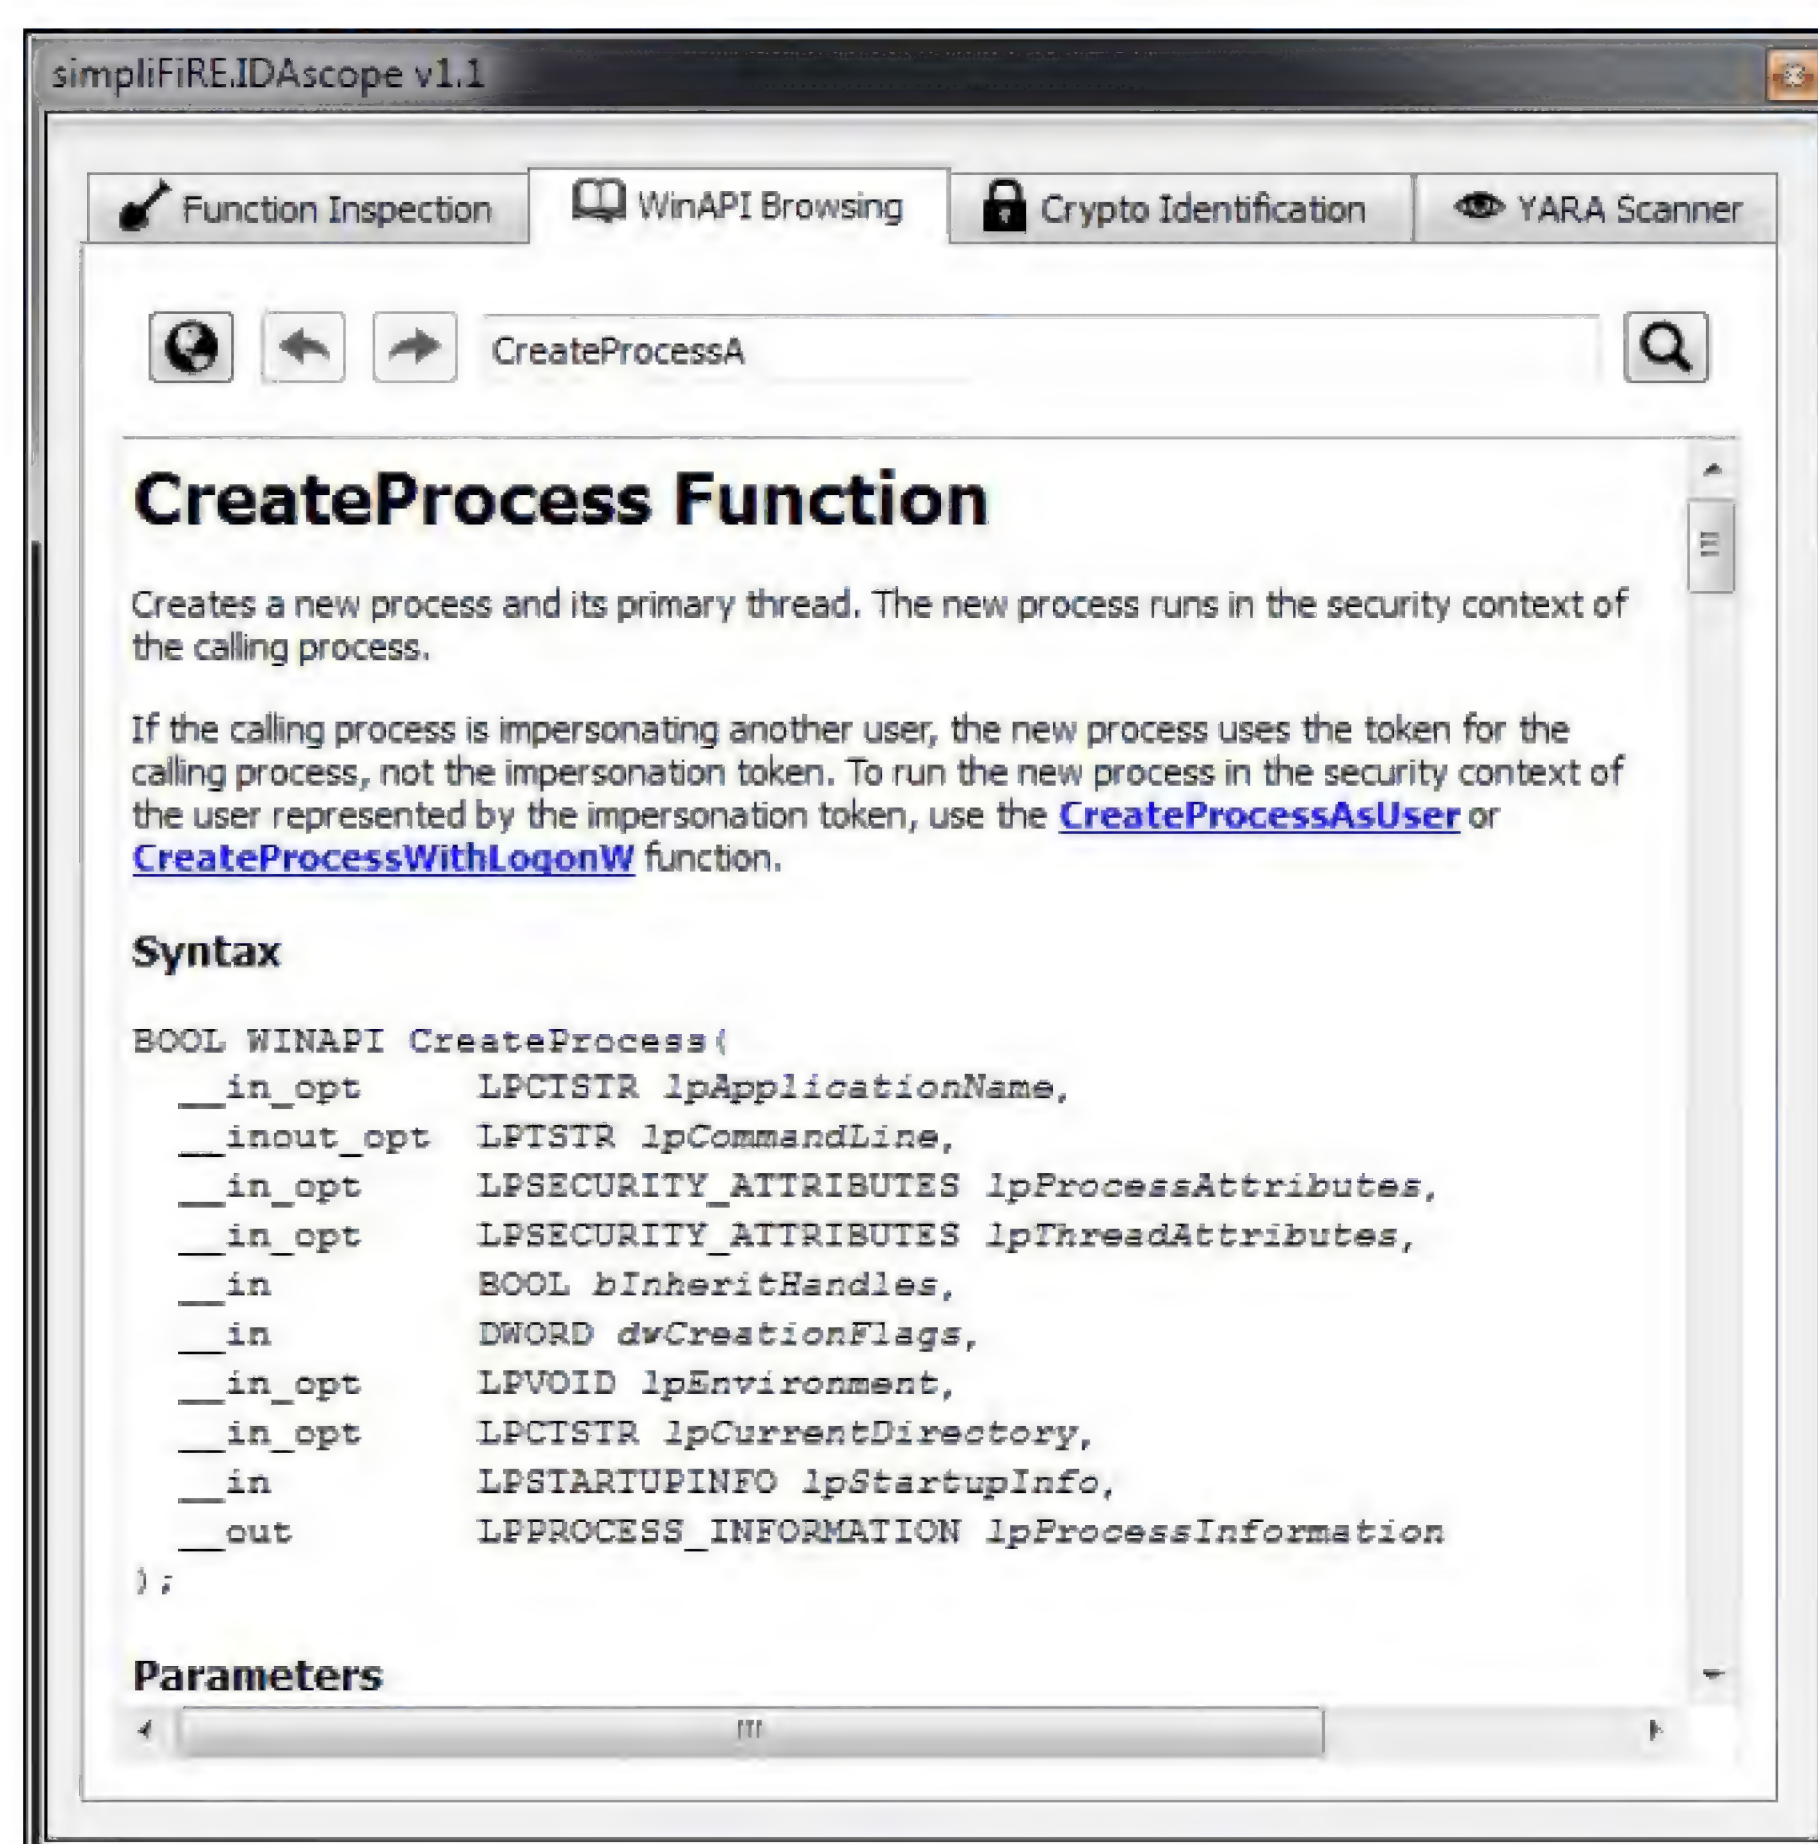 simpliFiRE.IDAscope v1.1
Function Inspection
WinAPI Browsing
Crypto Identification
YARA Scanner
CreateProcessA
CreateProcess Function
Creates a new process and its primary thread. The new process runs in the security context of
the calling process.
If the calling process is impersonating another user, the new process uses the token for the
calling process, not the impersonation token. To run the new process in the security context of
the user represented by the impersonation token, use the CreateProcessAsUser or
CreateProcessWithLogonW function.
Syntax
BOOL WINAPI CreateProcess(
__in_opt LPCTSTR lpApplicationName,
__inout_opt LPTSTR lpCommandLine,
__in_opt LPSECURITY_ATTRIBUTES lpProcessAttributes,
__in_opt LPSECURITY_ATTRIBUTES lpThreadAttributes,
__in BOOL bInheritHandles,
__in DWORD dwCreationFlags,
__in_opt LPVOID lpEnvironment,
__in_opt LPCTSTR lpCurrentDirectory,
__in LPSTARTUPINFO lpStartupInfo,
__out LPPROCESS_INFORMATION lpProcessInformation
);
Parameters